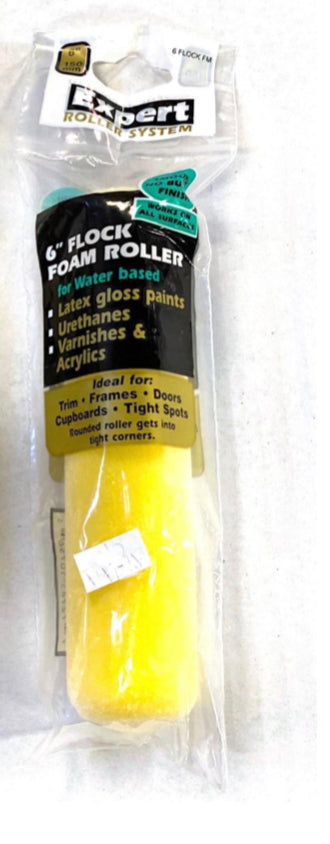 6"
150
mm
6 FLOCK FM
Expert
ROLLER SYSTEM
WORKS ON
ALL SURFACES
6" FLOCK
FOAM ROLLER
for Water based
▪ Latex gloss paints
▪ Urethanes
▪ Varnishes &
Acrylics
Ideal for:
Trim • Frames • Doors
Cupboards • Tight Spots
Rounded roller gets into
tight corners.